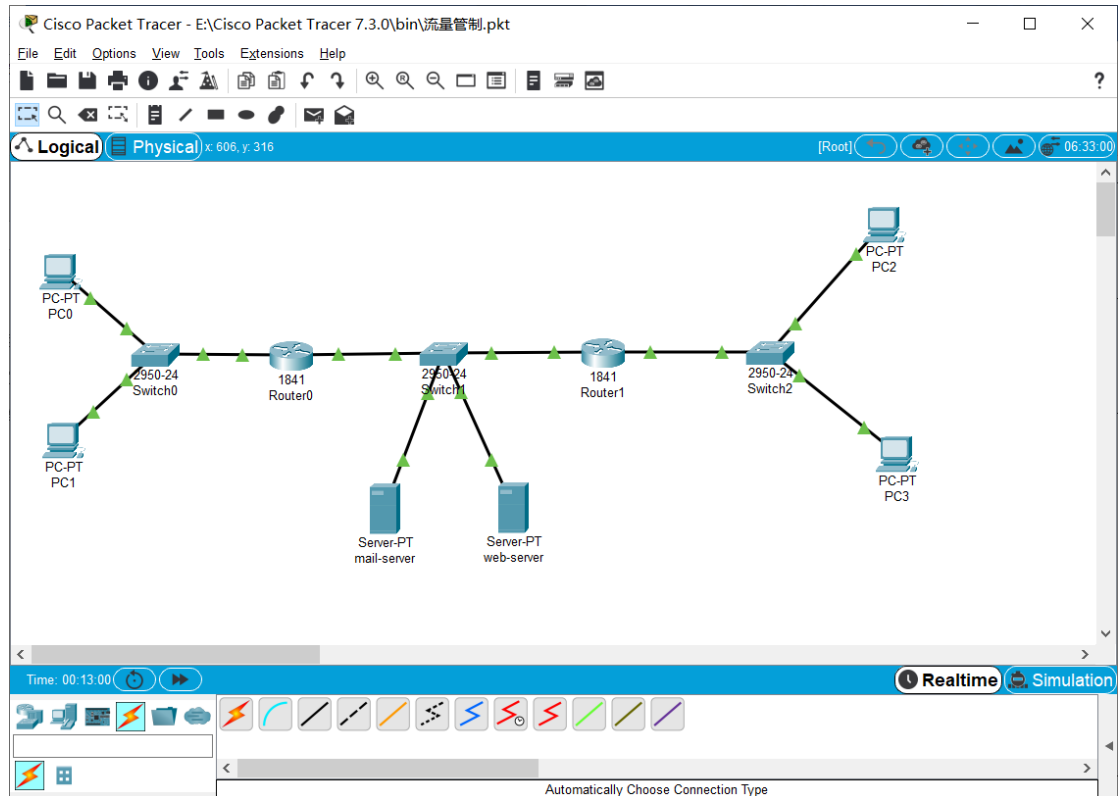 Cisco Packet Tracer - E:\Cisco Packet Tracer 7.3.0\bin\流量管制.pkt
File Edit Options View Tools Extensions Help
?
Logical Physical x: 606, y: 316 [Root] 06:33:00
PC-PT
PC2
PC-PT
PC0
2950-24
Switch0
1841
Router0
2950-24
Switch1
1841
Router1
2950-24
Switch2
PC-PT
PC1
PC-PT
PC3
Server-PT
mail-server
Server-PT
web-server
Time: 00:13:00 Realtime Simulation
Automatically Choose Connection Type